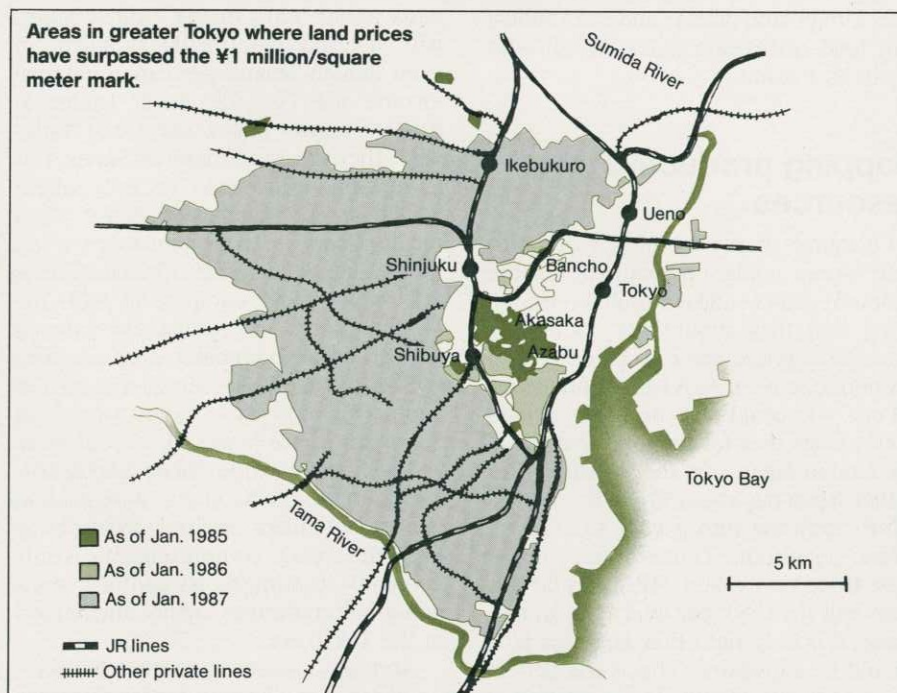 Areas in greater Tokyo where land prices
have surpassed the ¥1 million/square
meter mark.
Sumida River
Ikebukuro
Ueno
Shinjuku
Bancho
Tokyo
Akasaka
Shibuya
Azabu
Tokyo Bay
Tama River
As of Jan. 1985
As of Jan. 1986
As of Jan. 1987
5 km
JR lines
Other private lines